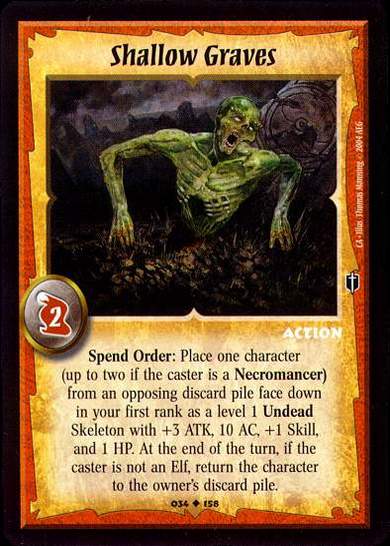 Shallow Graves
CA • Illus. Thomas Manning © 2004 AEG
2
ACTION
Spend Order: Place one character
(up to two if the caster is a Necromancer)
from an opposing discard pile face down
in your first rank as a level 1 Undead
Skeleton with +3 ATK, 10 AC, +1 Skill,
and 1 HP. At the end of the turn, if the
caster is not an Elf, return the character
to the owner's discard pile.
034 ◆ 158